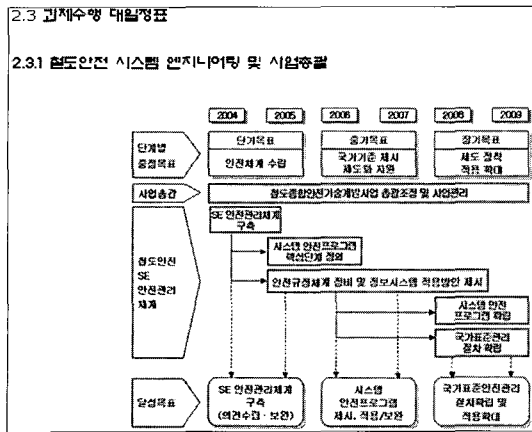 2.3 과제수행 대일정표
2.3.1 철도안전 시스템 엔지니어링 및 사업총괄
2004 2005 2006 2007 2008 2009
단계별
중점목표
단기목표
안전체계 수립
중기목표
국가기준 제시
제도화 지원
장기목표
제도 정착
적용 확대
사업총괄
철도종합안전기술개발사업 총괄조정 및 사업관리
철도안전
SE
안전관리
체계
SE 안전관리체계
구축
시스템 안전프로그램
핵심단계 정의
안전규정체계 정비 및 정보시스템 적용방안 제시
시스템 안전
프로그램 확립
국가표준관리
절차 확립
달성목표
SE 안전관리체계
구축
(의견수렴·보완)
시스템
안전프로그램
제시, 적용/보완
국가표준안전관리
절차확립 및
적용확대